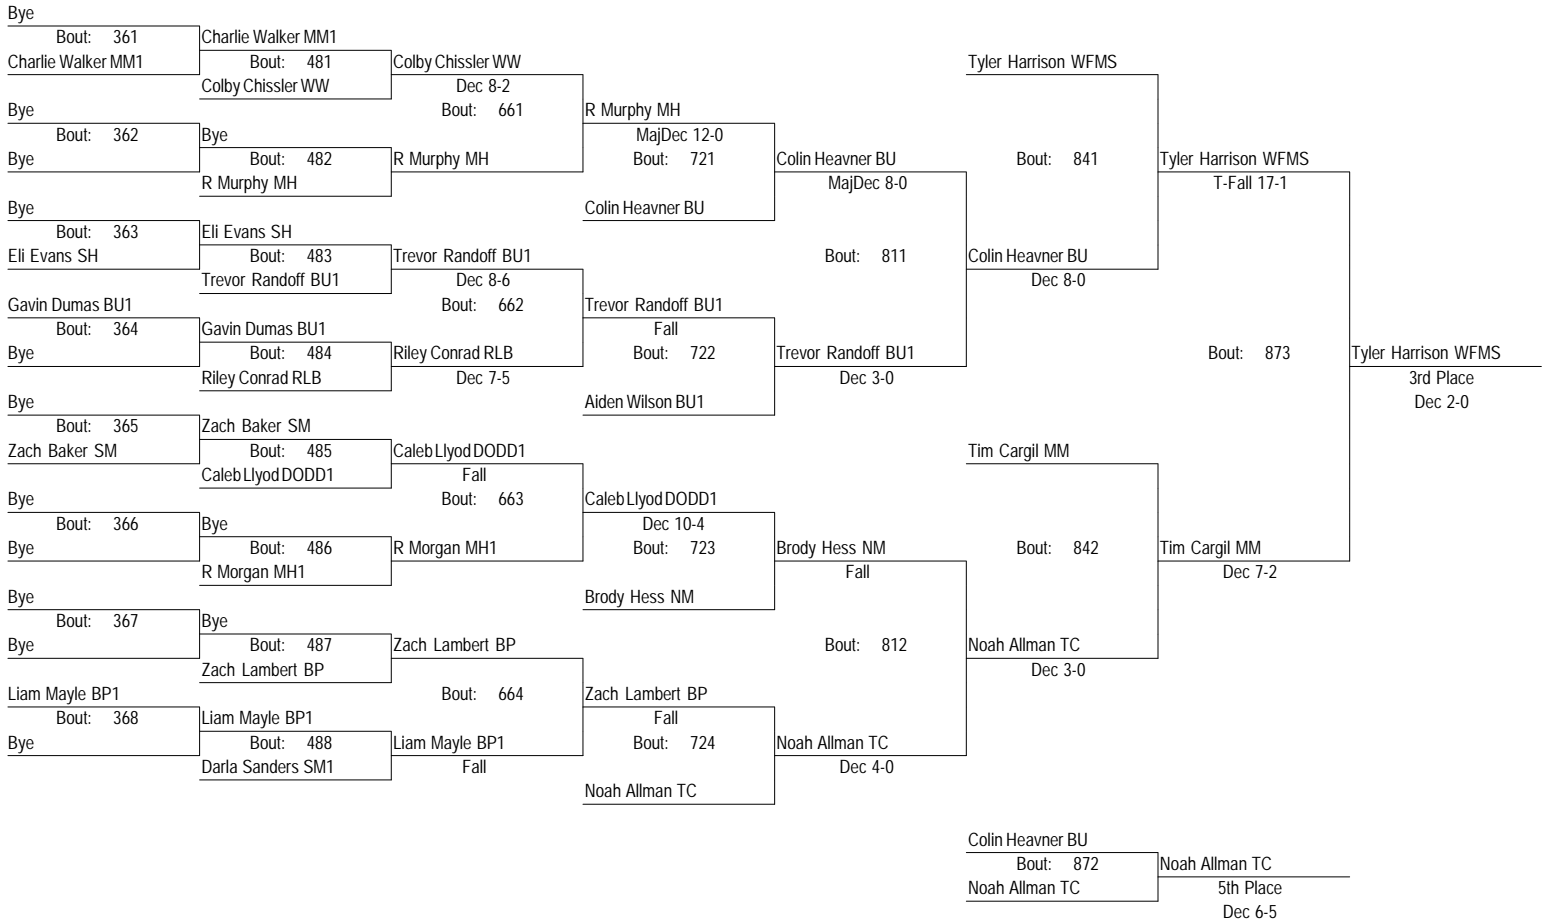 Bye
Bout: 361
Charlie Walker MM1
Bye
Bout: 362
Bye
Bye
Bout: 363
Eli Evans SH
Gavin Dumas BU1
Bout: 364
Bye
Bye
Bout: 365
Zach Baker SM
Bye
Bout: 366
Bye
Bye
Bout: 367
Bye
Liam Mayle BP1
Bout: 368
Bye
Charlie Walker MM1
Bout: 481
Colby Chissler WW
Bye
Bout: 482
R Murphy MH
Eli Evans SH
Bout: 483
Trevor Randoff BU1
Gavin Dumas BU1
Bout: 484
Riley Conrad RLB
Zach Baker SM
Bout: 485
Caleb Llyod DODD1
Bye
Bout: 486
R Morgan MH1
Bye
Bout: 487
Zach Lambert BP
Liam Mayle BP1
Bout: 488
Darla Sanders SM1
Colby Chissler WW
Dec 8-2
Bout: 661
R Murphy MH
Trevor Randoff BU1
Dec 8-6
Bout: 662
Riley Conrad RLB
Dec 7-5
Caleb Llyod DODD1
Fall
Bout: 663
R Morgan MH1
Zach Lambert BP
Bout: 664
Liam Mayle BP1
Fall
R Murphy MH
MajDec 12-0
Bout: 721
Colin Heavner BU
Trevor Randoff BU1
Fall
Bout: 722
Aiden Wilson BU1
Caleb Llyod DODD1
Dec 10-4
Bout: 723
Brody Hess NM
Zach Lambert BP
Fall
Bout: 724
Noah Allman TC
Colin Heavner BU
MajDec 8-0
Bout: 811
Trevor Randoff BU1
Dec 3-0
Brody Hess NM
Fall
Bout: 812
Noah Allman TC
Dec 4-0
Tyler Harrison WFMS
Bout: 841
Colin Heavner BU
Dec 8-0
Tim Cargil MM
Bout: 842
Noah Allman TC
Dec 3-0
Tyler Harrison WFMS
T-Fall 17-1
Bout: 873
Tim Cargil MM
Dec 7-2
Tyler Harrison WFMS
3rd Place
Dec 2-0
Colin Heavner BU
Bout: 872
Noah Allman TC
Noah Allman TC
5th Place
Dec 6-5